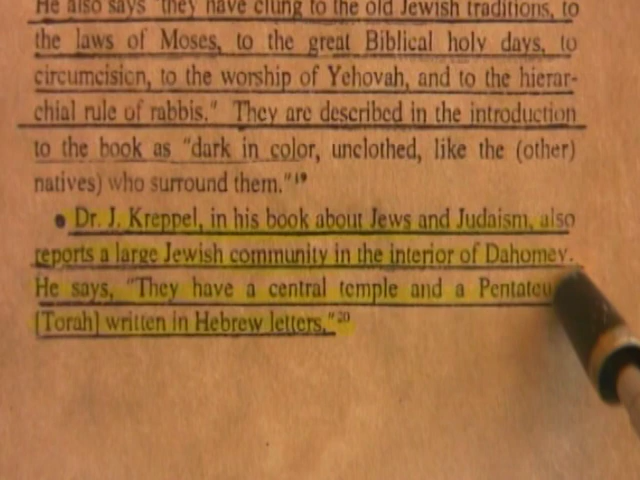 He also says "they have clung to the old Jewish traditions, to
the laws of Moses, to the great Biblical holy days, to
circumcision, to the worship of Yehovah, and to the hierar-
chial rule of rabbis." They are described in the introduction
to the book as "dark in color, unclothed, like the (other)
natives) who surround them."19
● Dr. J. Kreppel, in his book about Jews and Judaism, also
reports a large Jewish community in the interior of Dahomey.
He says, "They have a central temple and a Pentateu
[Torah] written in Hebrew letters."20